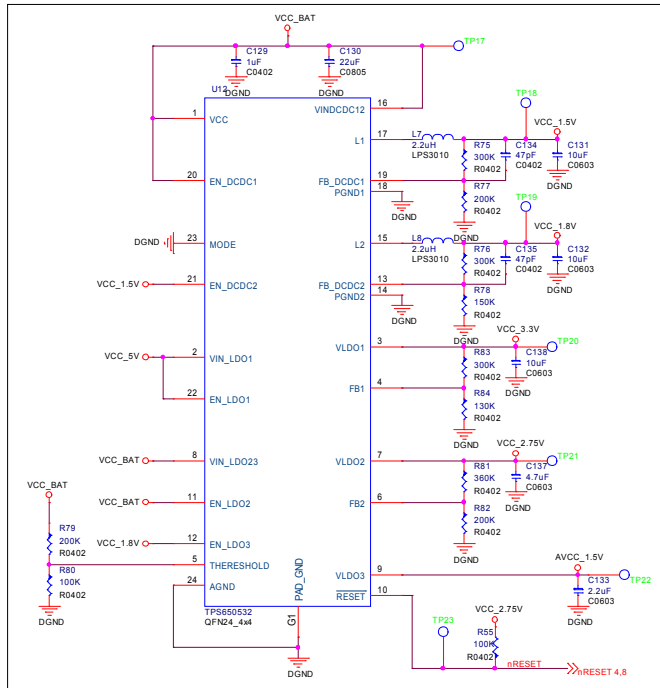 VCC_BAT
TP17
C129
1uF
C0402
C130
22uF
C0805
DGND
DGND
U12
TP18
1
VCC
VINDCDC12
16
L1
17
L7
2.2uH
LPS3010
VCC_1.5V
R75
300K
R0402
C134
47pF
C0402
C131
10uF
C0603
DGND
20
EN_DCDC1
FB_DCDC1
19
PGND1
18
DGND
R77
200K
R0402
DGND
TP19
DGND
23
MODE
L2
15
L8
2.2uH
LPS3010
VCC_1.8V
R76
300K
R0402
C135
47pF
C0402
C132
10uF
C0603
DGND
VCC_1.5V
21
EN_DCDC2
FB_DCDC2
13
PGND2
14
DGND
R78
150K
R0402
DGND
VCC_5V
2
VIN_LDO1
VLDO1
3
VCC_3.3V
TP20
R83
300K
R0402
C138
10uF
C0603
DGND
22
EN_LDO1
FB1
4
R84
130K
R0402
DGND
VCC_BAT
8
VIN_LDO23
VLDO2
7
VCC_2.75V
TP21
R81
360K
R0402
C137
4.7uF
C0603
DGND
VCC_BAT
VCC_BAT
11
EN_LDO2
FB2
6
R82
200K
R0402
DGND
R79
200K
R0402
VCC_1.8V
12
EN_LDO3
5
THERESHOLD
VLDO3
9
AVCC_1.5V
TP22
C133
2.2uF
C0603
DGND
R80
100K
R0402
DGND
24
AGND
PAD_GND
RESET
10
TPS650532
QFN24_4x4
G1
DGND
TP23
VCC_2.75V
R55
100K
R0402
nRESET
nRESET 4,8